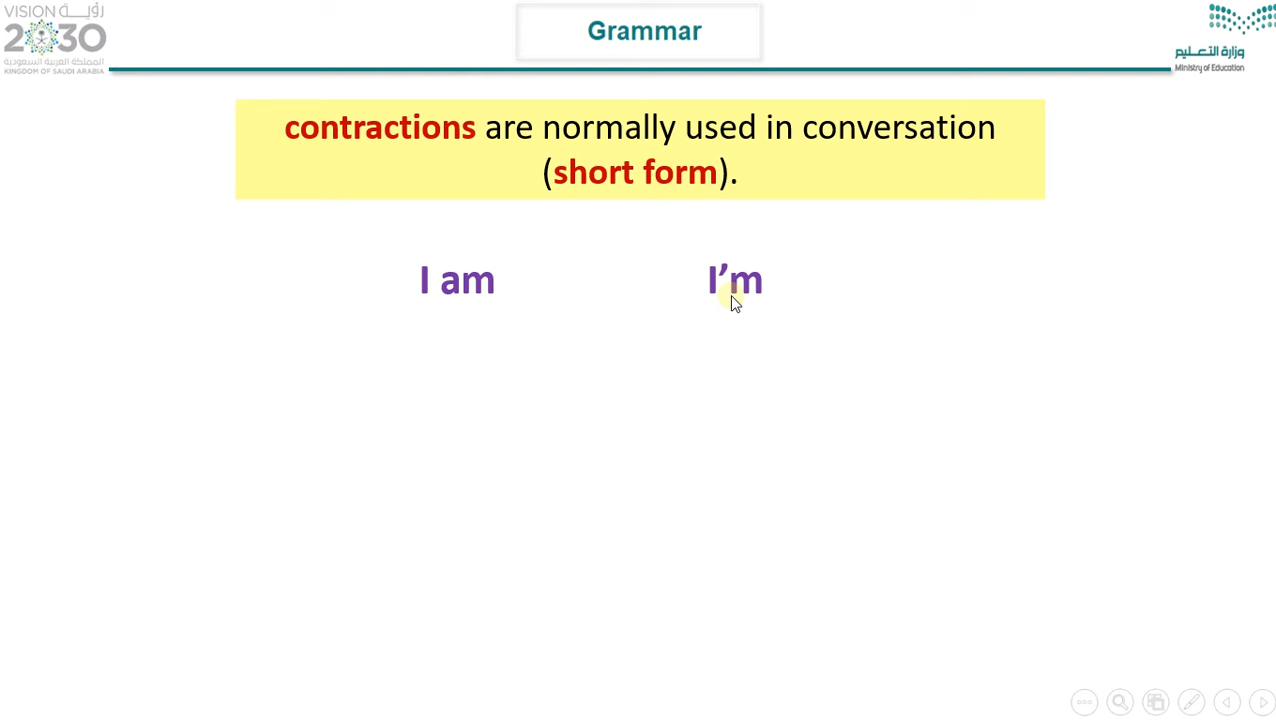 VISION رؤيــة
2030
المملكة العربية السعودية
KINGDOM OF SAUDI ARABIA
Grammar
وزارة التعليم
Ministry of Education
contractions are normally used in conversation
(short form).
I am I’m